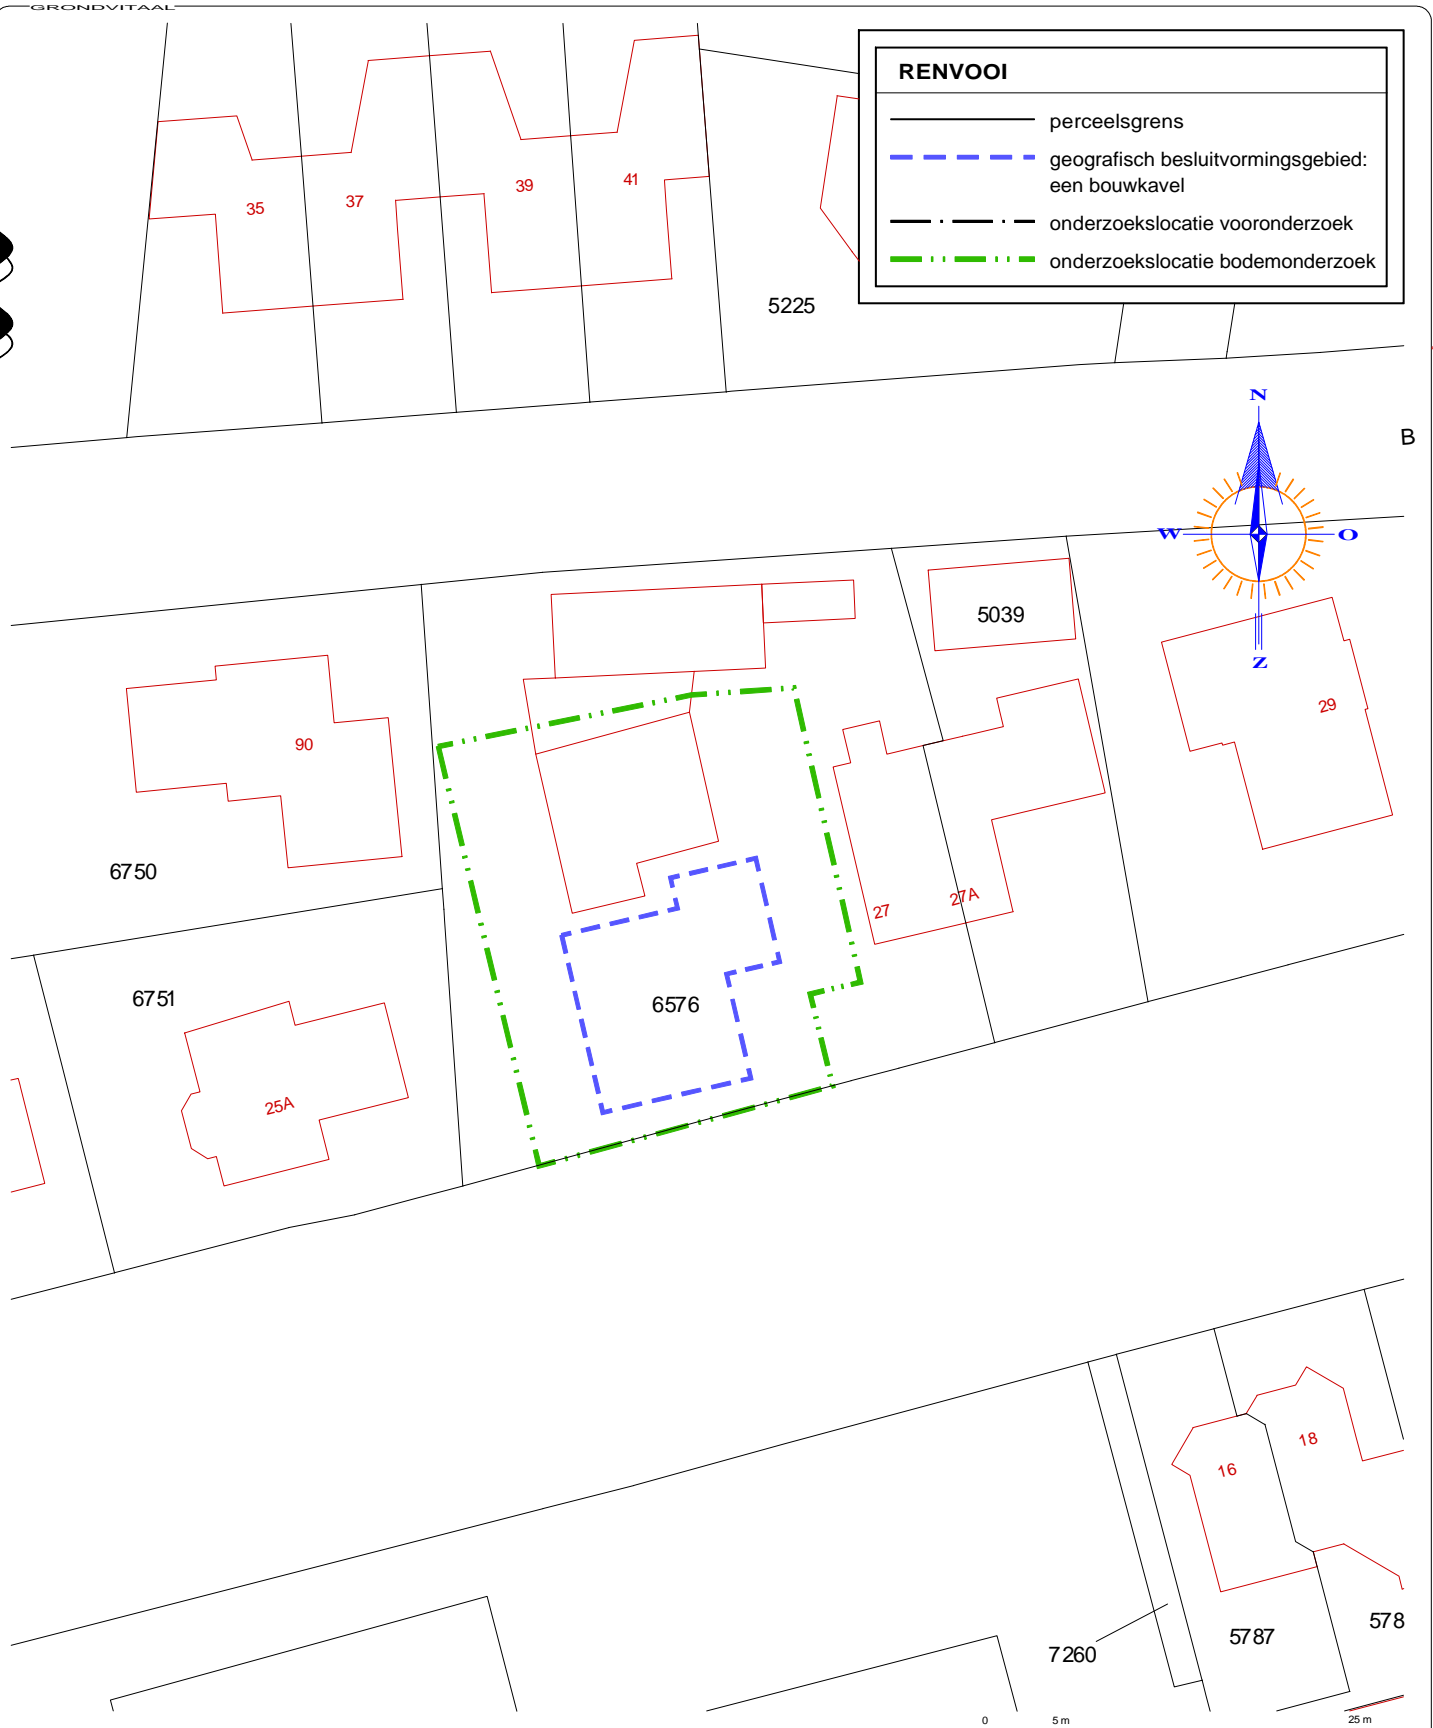 GRONDVITAAL
RENVOOI
perceelsgrens
geografisch besluitvormingsgebied:
een bouwkavel
onderzoekslocatie vooronderzoek
onderzoekslocatie bodemonderzoek
35
37
39
41
5225
N
B
W
O
Z
5039
29
90
6750
27
27A
6751
6576
25A
18
16
5787
578
7260
0
5 m
25 m